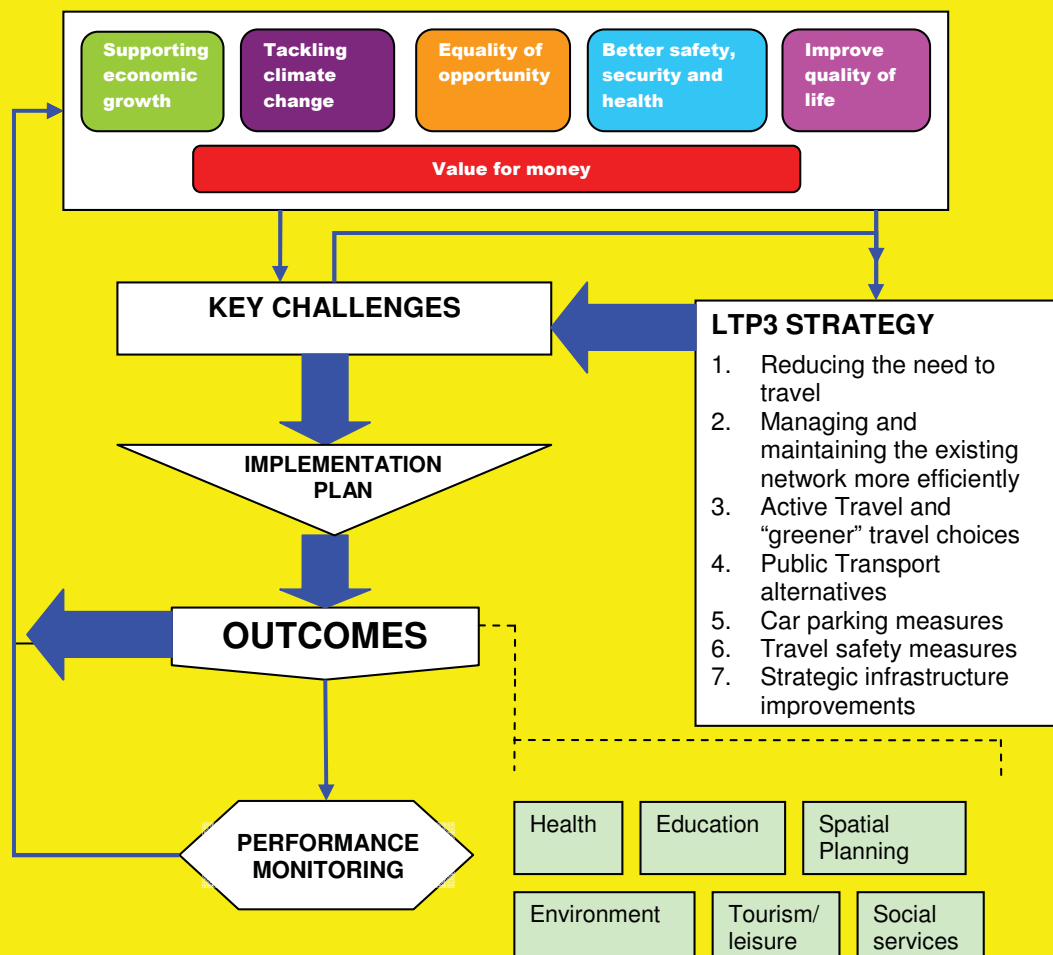 Supporting
economic
growth
Tackling
climate
change
Equality of
opportunity
Better safety,
security and
health
Improve
quality of
life
Value for money
KEY CHALLENGES
LTP3 STRATEGY
1. Reducing the need to
travel
2. Managing and
maintaining the existing
network more efficiently
3. Active Travel and
“greener” travel choices
4. Public Transport
alternatives
5. Car parking measures
6. Travel safety measures
7. Strategic infrastructure
improvements
IMPLEMENTATION
PLAN
OUTCOMES
PERFORMANCE
MONITORING
Health
Education
Spatial
Planning
Environment
Tourism/
leisure
Social
services